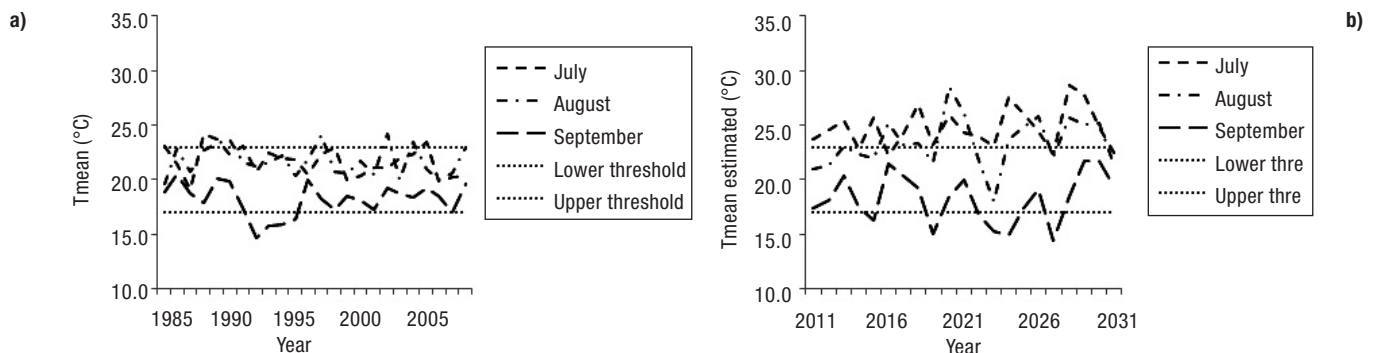 a)
Tmean (°C)
35.0
30.0
25.0
20.0
15.0
10.0
1985 1990 1995 2000 2005
Year
July
August
September
Lower threshold
Upper threshold
b)
Tmean estimated (°C)
35.0
30.0
25.0
20.0
15.0
10.0
2011 2016 2021 2026 2031
Year
July
August
September
Lower thre
Upper thre